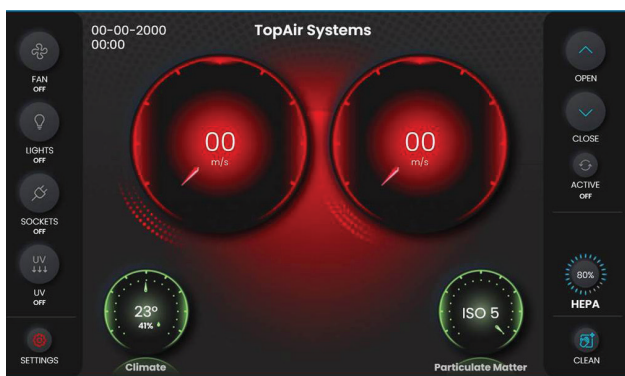 00-00-2000
00:00
TopAir Systems
FAN
OFF
LIGHTS
OFF
SOCKETS
OFF
UV
UV
OFF
SETTINGS
00
m/s
00
m/s
23°
41%
Climate
ISO 5
Particulate Matter
OPEN
CLOSE
ACTIVE
OFF
80%
HEPA
CLEAN